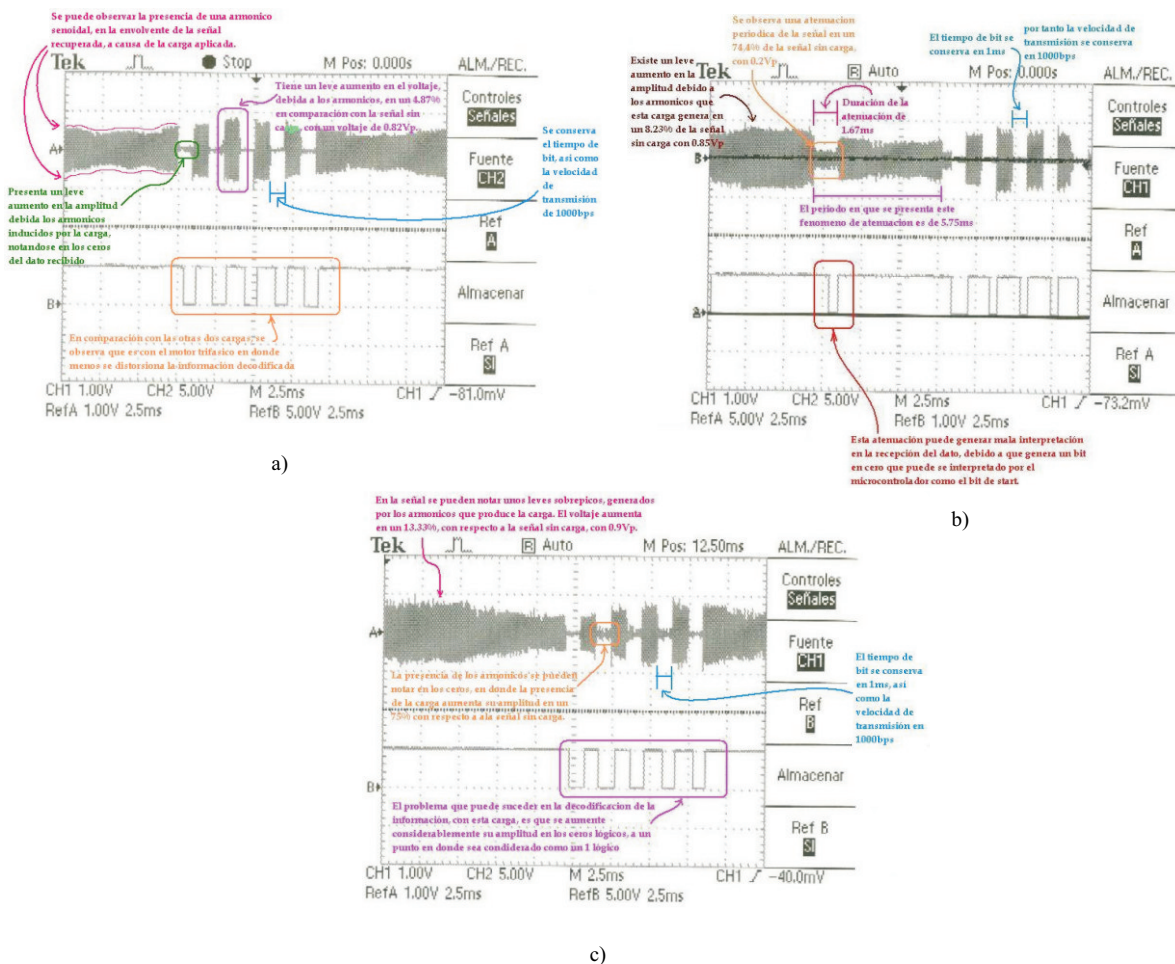 Se puede observar la presencia de una armonico
senoidal, en la envolvente de la señal
recuperada, a causa de la carga aplicada.
Tek
Stop
M Pos: 0.000s
ALM./REC.
Tiene un leve aumento en el voltaje,
debida a los armonicos, en un 4.87%
en comparación con la señal sin
carga, con un voltaje de 0.82Vp.
Controles
Señales
A
Fuente
CH2
Se conserva
el tiempo de
bit, asi como
la velocidad
de
transmisión
de 1000bps
Presenta un leve
aumento en la amplitud
debida los armonicos
inducidos por la carga,
notandose en los ceros
del dato recibido
Ref
A
B
Almacenar
En comparación con las otras dos cargas, se
observa que es con el motor trifasico en donde
menos se distorsiona la información decodificada
Ref A
SI
CH1 1.00V
CH2 5.00V
M 2.5ms
CH1
-81.0mV
RefA 1.00V 2.5ms
RefB 5.00V 2.5ms
a)
Se observa una atenuacion
periodica de la señal en un
74.4% de la señal sin carga,
con 0.2Vp.
El tiempo de bit se
conserva en 1ms
por tanto la velocidad de
transmisión se conserva
en 1000bps
Existe un leve
aumento en la
amplitud debido
a los armonicos que
esta carga genera en
un 8.23% de la señal
sin carga con 0.85Vp
Tek
R Auto
M Pos: 0.000s
ALM./REC.
Duración de la
atenuación de
1.67ms
Controles
Señales
B
Fuente
CH1
El periodo en que se presenta este
fenomeno de atenuacion es de 5.75ms
Ref
A
Almacenar
Ref A
SI
CH1 1.00V
CH2 5.00V
M 2.5ms
CH1
-73.2mV
RefA 5.00V 2.5ms
RefB 1.00V 2.5ms
Esta atenuación puede generar mala interpretación
en la recepción del dato, debido a que genera un bit
en cero que puede se interpretado por el
microcontrolador como el bit de start.
b)
En la señal se pueden notar unos leves sobrepicos, generados
por los armonicos que produce la carga. El voltaje aumenta
en un 13.33%, con respecto a la señal sin carga, con 0.9Vp.
Tek
R Auto
M Pos: 12.50ms
ALM./REC.
Controles
Señales
A
Fuente
CH1
La presencia de los armonicos se pueden
notar en los ceros, en donde la presencia
de la carga aumenta su amplitud en un
75% con respecto a ala señal sin carga.
El tiempo de
bit se conserva
en 1ms, asi
como la
velocidad de
transmisión en
1000bps
Ref
B
B
Almacenar
El problema que puede suceder en la decodificacion de la
información, con esta carga, es que se aumente
considerablemente su amplitud en los ceros lógicos, a un
punto en donde sea condiderado como un 1 lógico
Ref B
SI
CH1 1.00V
CH2 5.00V
M 2.5ms
CH1
-40.0mV
RefA 1.00V 2.5ms
RefB 5.00V 2.5ms
c)